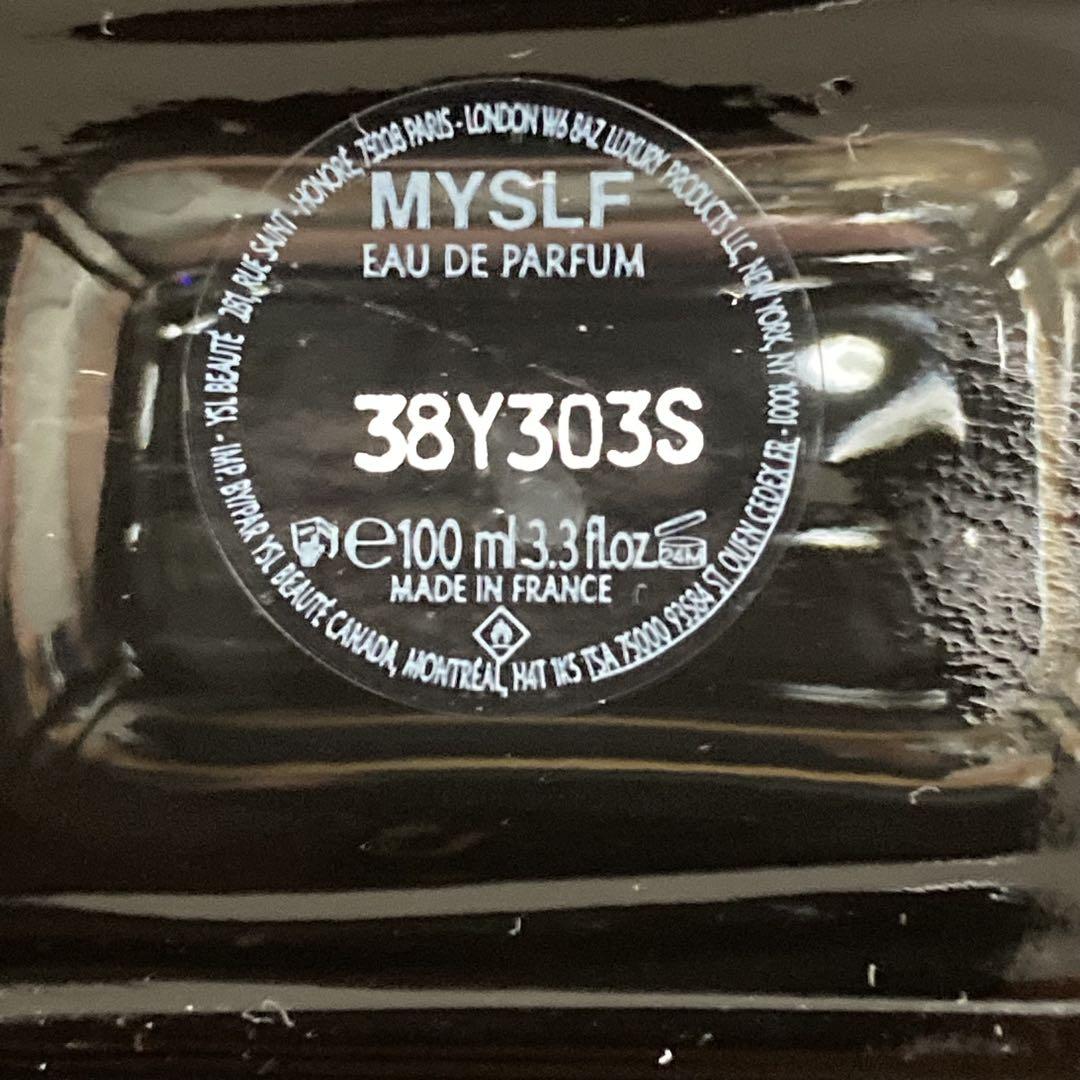 MYSLF
EAU DE PARFUM
38Y303S
e100 ml 3.3 fl.oz 24M
MADE IN FRANCE
YSL BEAUTÉ 281, RUE SAINT-HONORÉ, 75008 PARIS - LONDON W6 8AZ LUXURY PRODUCTS LLC, NEW YORK, NY 10001 - IMP. BY/PAR YSL BEAUTÉ CANADA, MONTRÉAL, H4T 1K5 TSA 75000 93584 ST. OUEN CEDEX FR -